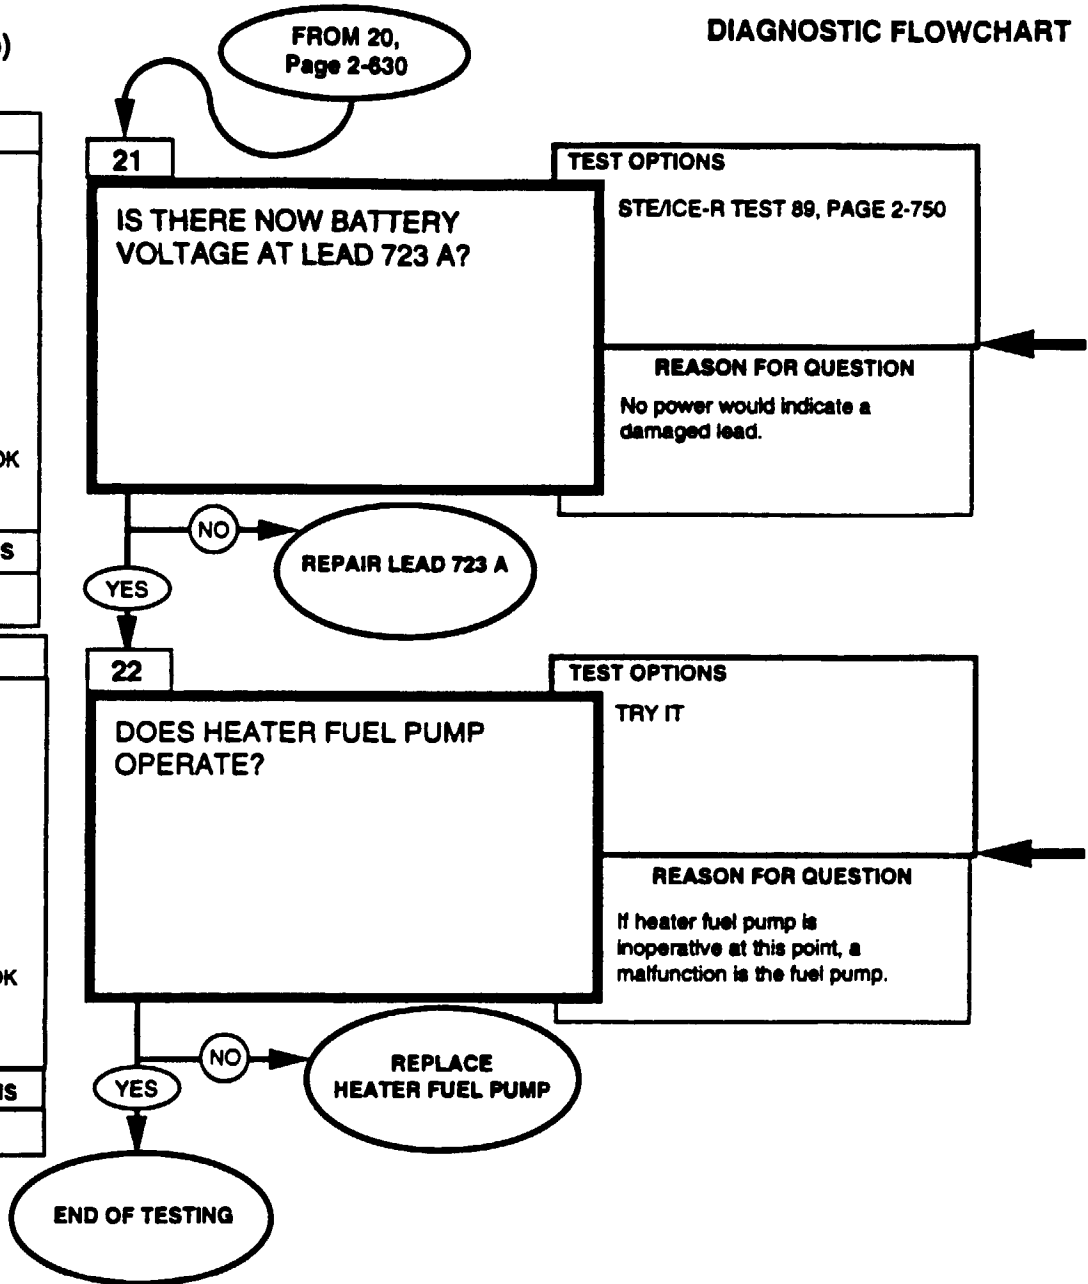 DIAGNOSTIC FLOWCHART
)
FROM 20,
Page 2-630
21
IS THERE NOW BATTERY
VOLTAGE AT LEAD 723 A?
TEST OPTIONS
STE/ICE-R TEST 89, PAGE 2-750
REASON FOR QUESTION
No power would indicate a
damaged lead.
OK
S
NO
REPAIR LEAD 723 A
YES
22
DOES HEATER FUEL PUMP
OPERATE?
TEST OPTIONS
TRY IT
REASON FOR QUESTION
If heater fuel pump is
inoperative at this point, a
malfunction is the fuel pump.
OK
NS
NO
REPLACE
HEATER FUEL PUMP
YES
END OF TESTING